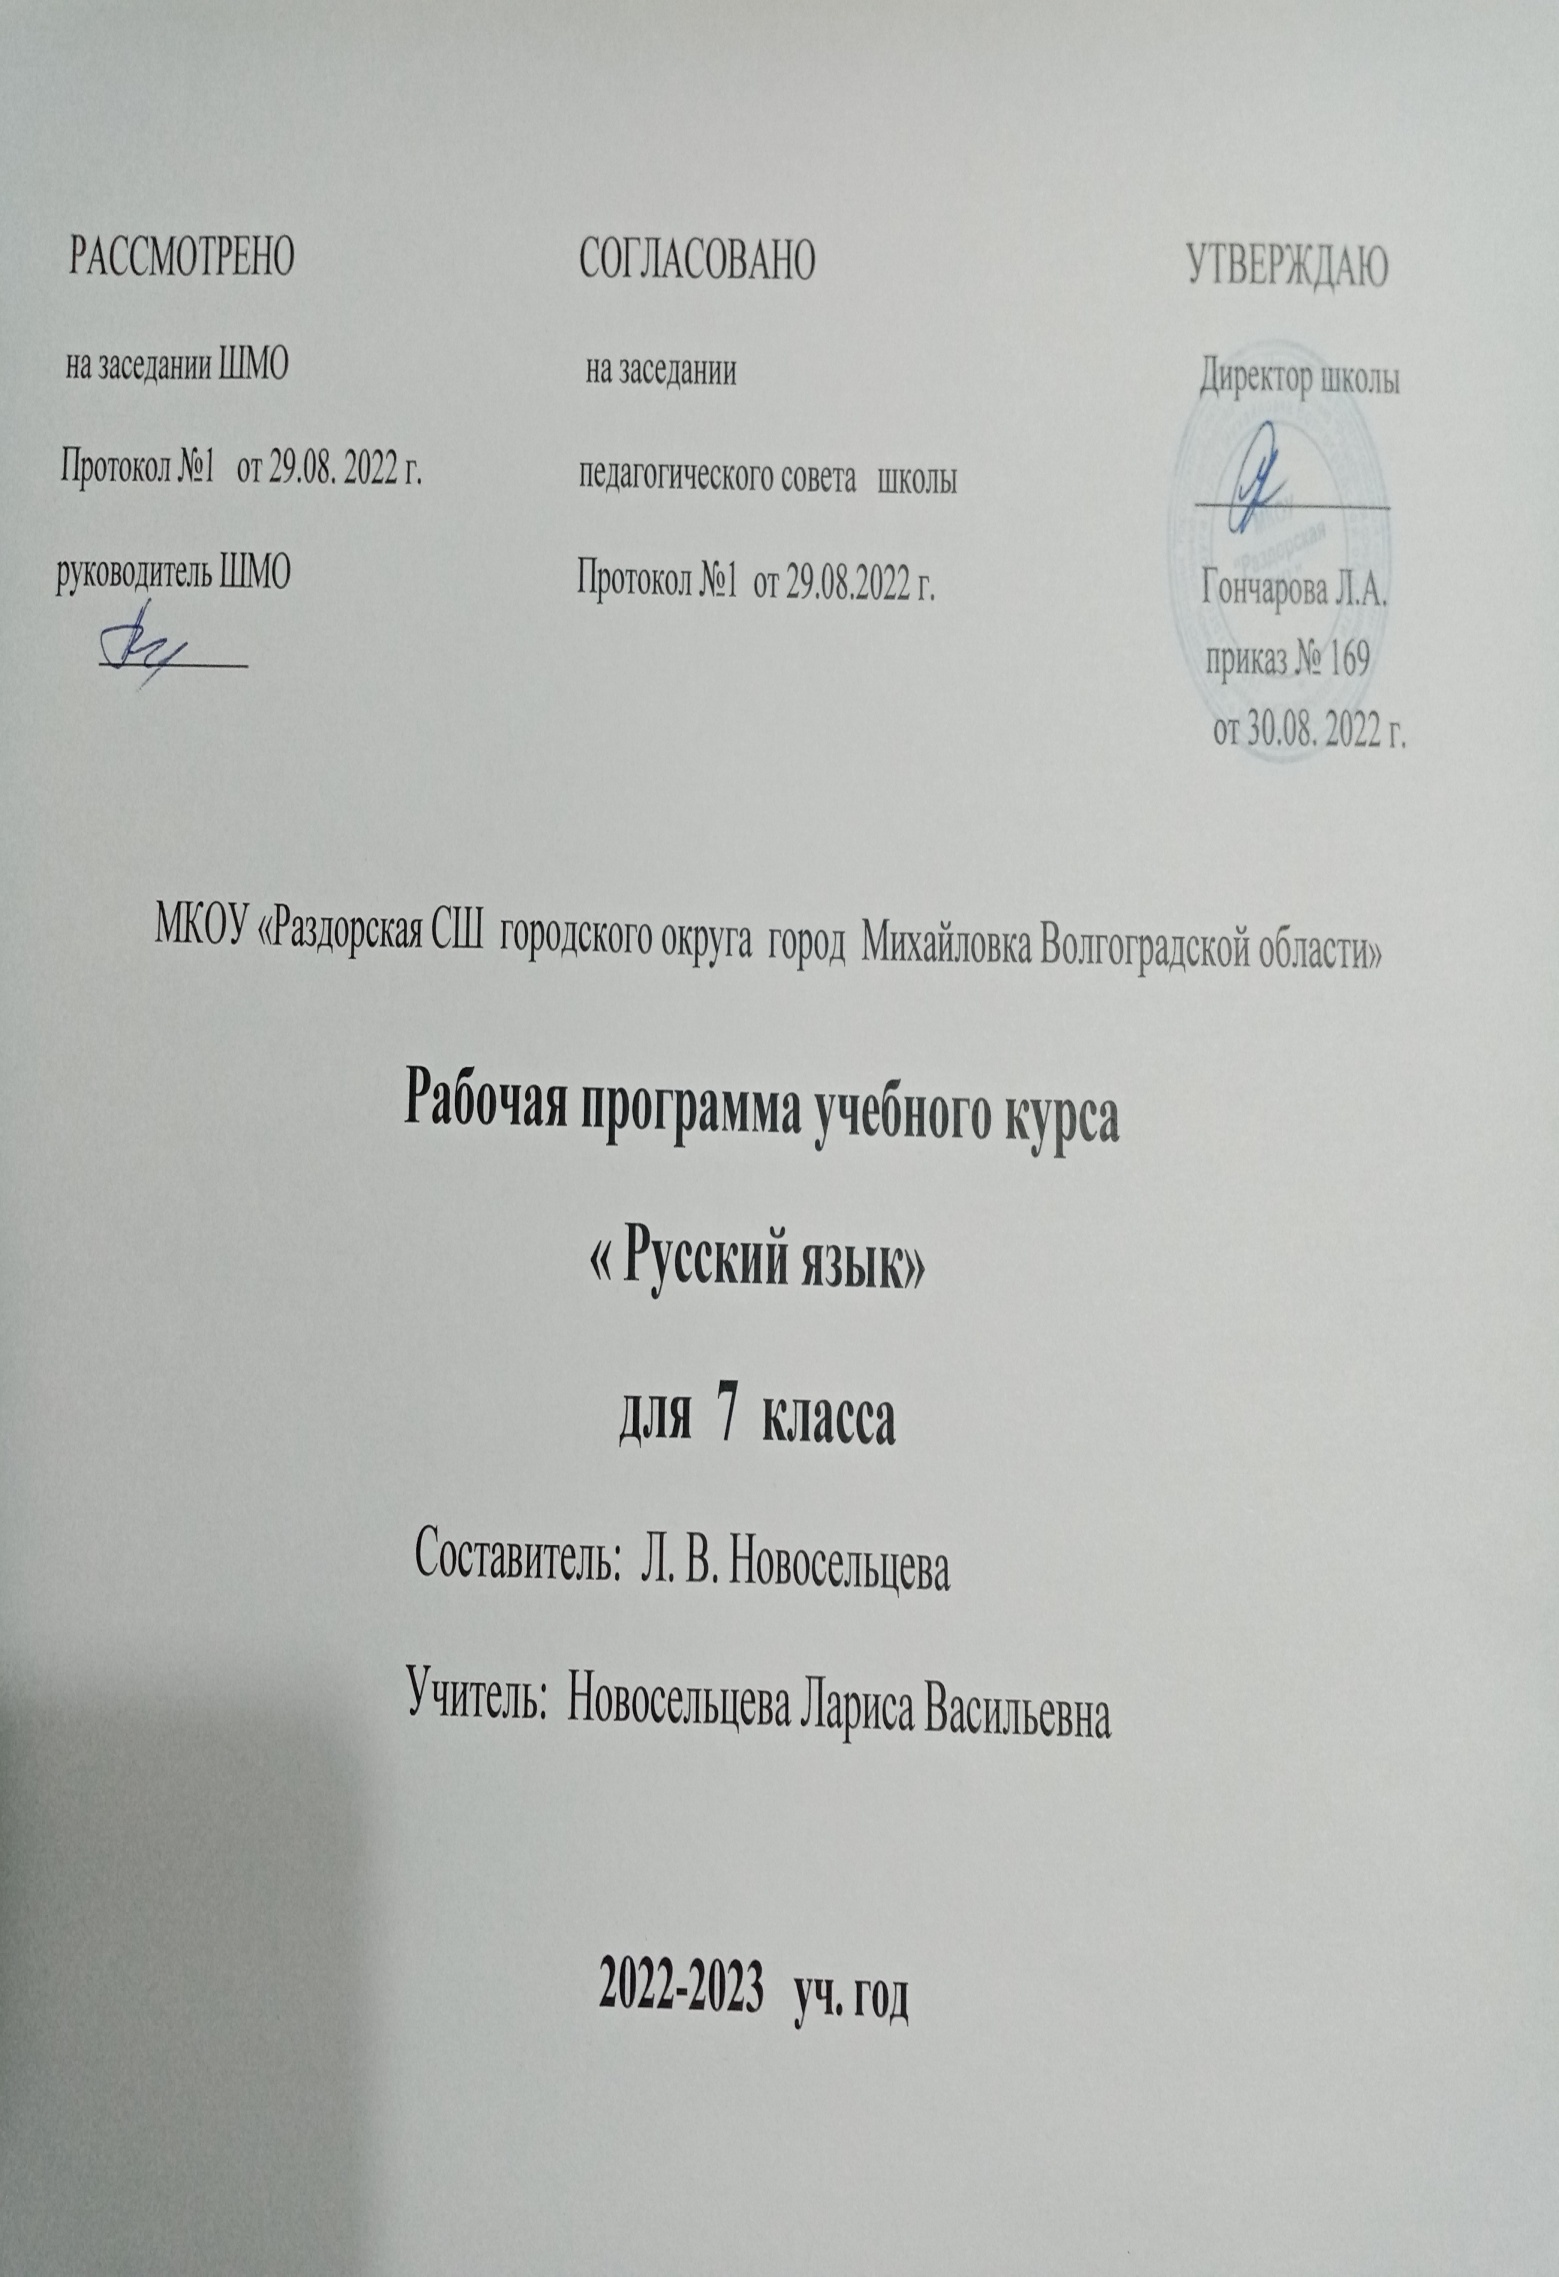 РАССМОТРЕНО
на заседании ШМО
Протокол №1 от 29.08. 2022 г.
руководитель ШМО
СОГЛАСОВАНО
на заседании
педагогического совета школы
Протокол №1 от 29.08.2022 г.
УТВЕРЖДАЮ
Директор школы
Гончарова Л.А.
приказ № 169
от 30.08. 2022 г.
МКОУ
"Раздорская
МКОУ «Раздорская СШ городского округа город Михайловка Волгоградской области»
Рабочая программа учебного курса
« Русский язык»
для 7 класса
Составитель: Л. В. Новосельцева
Учитель: Новосельцева Лариса Васильевна
2022-2023 уч. год